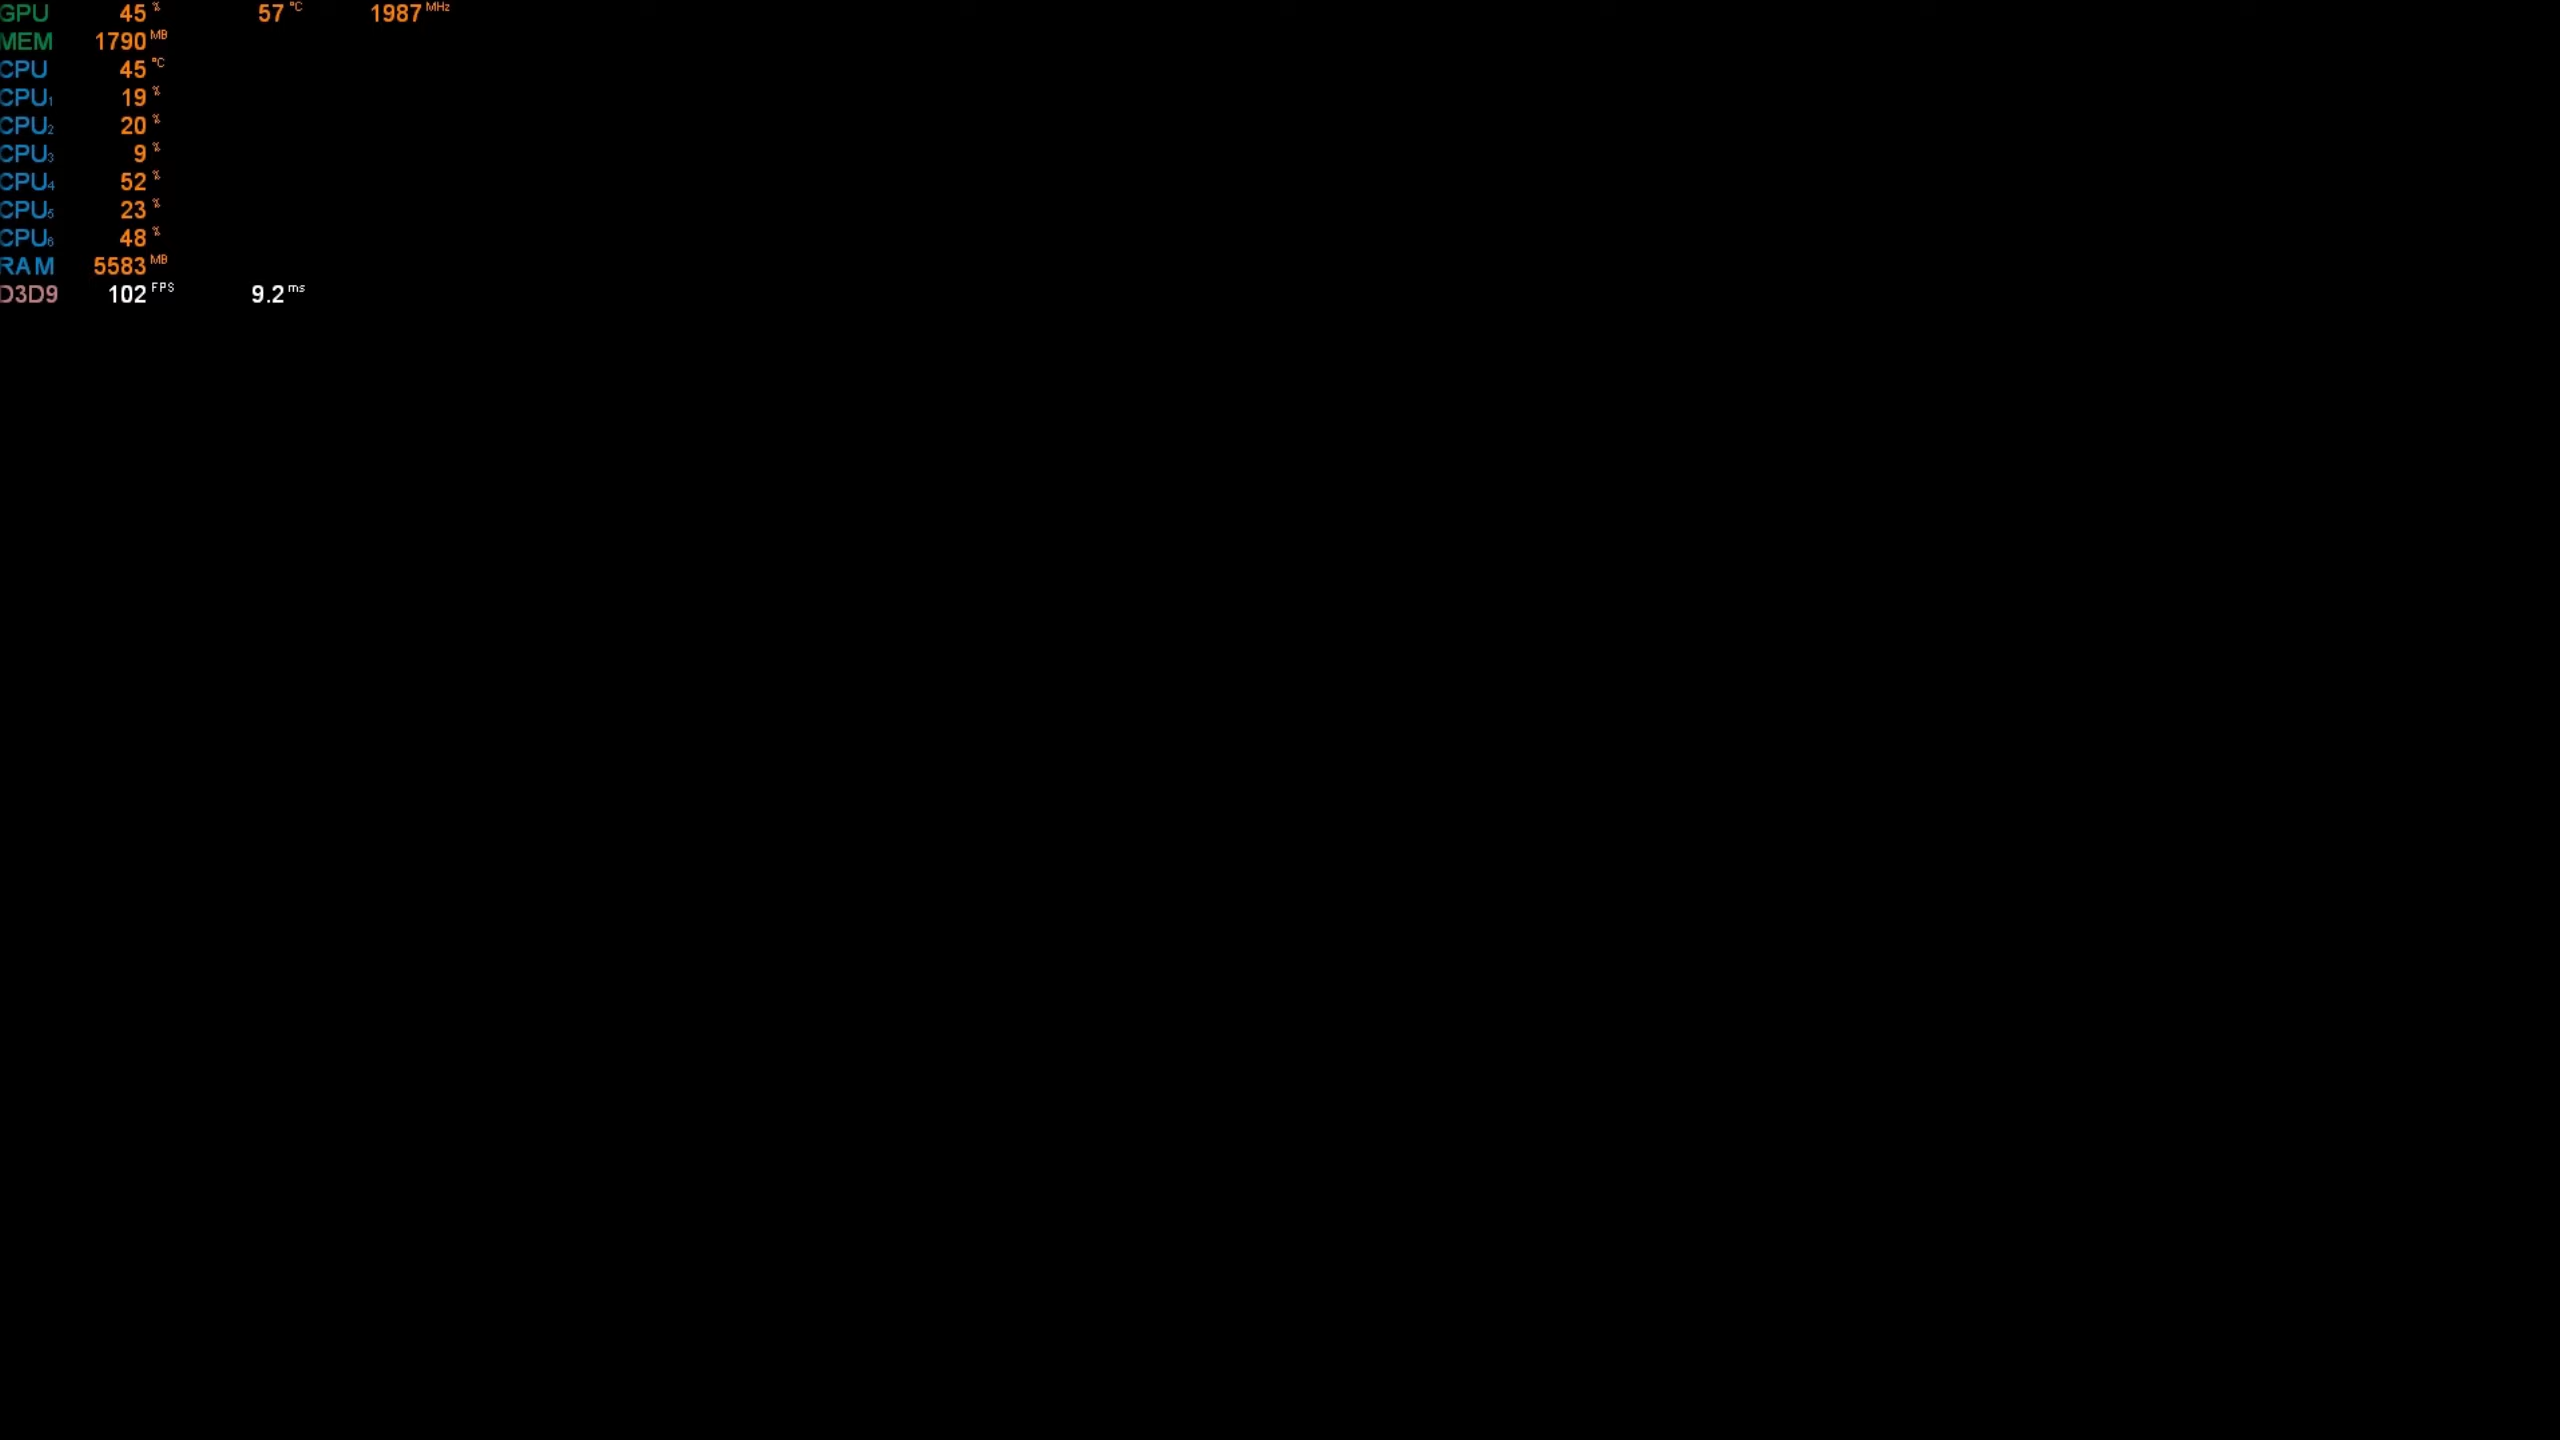 GPU 45 % 57 °C 1987 MHz
MEM 1790 MB
CPU 45 °C
CPU1 19 %
CPU2 20 %
CPU3 9 %
CPU4 52 %
CPU5 23 %
CPU6 48 %
RAM 5583 MB
D3D9 102 FPS 9.2 ms